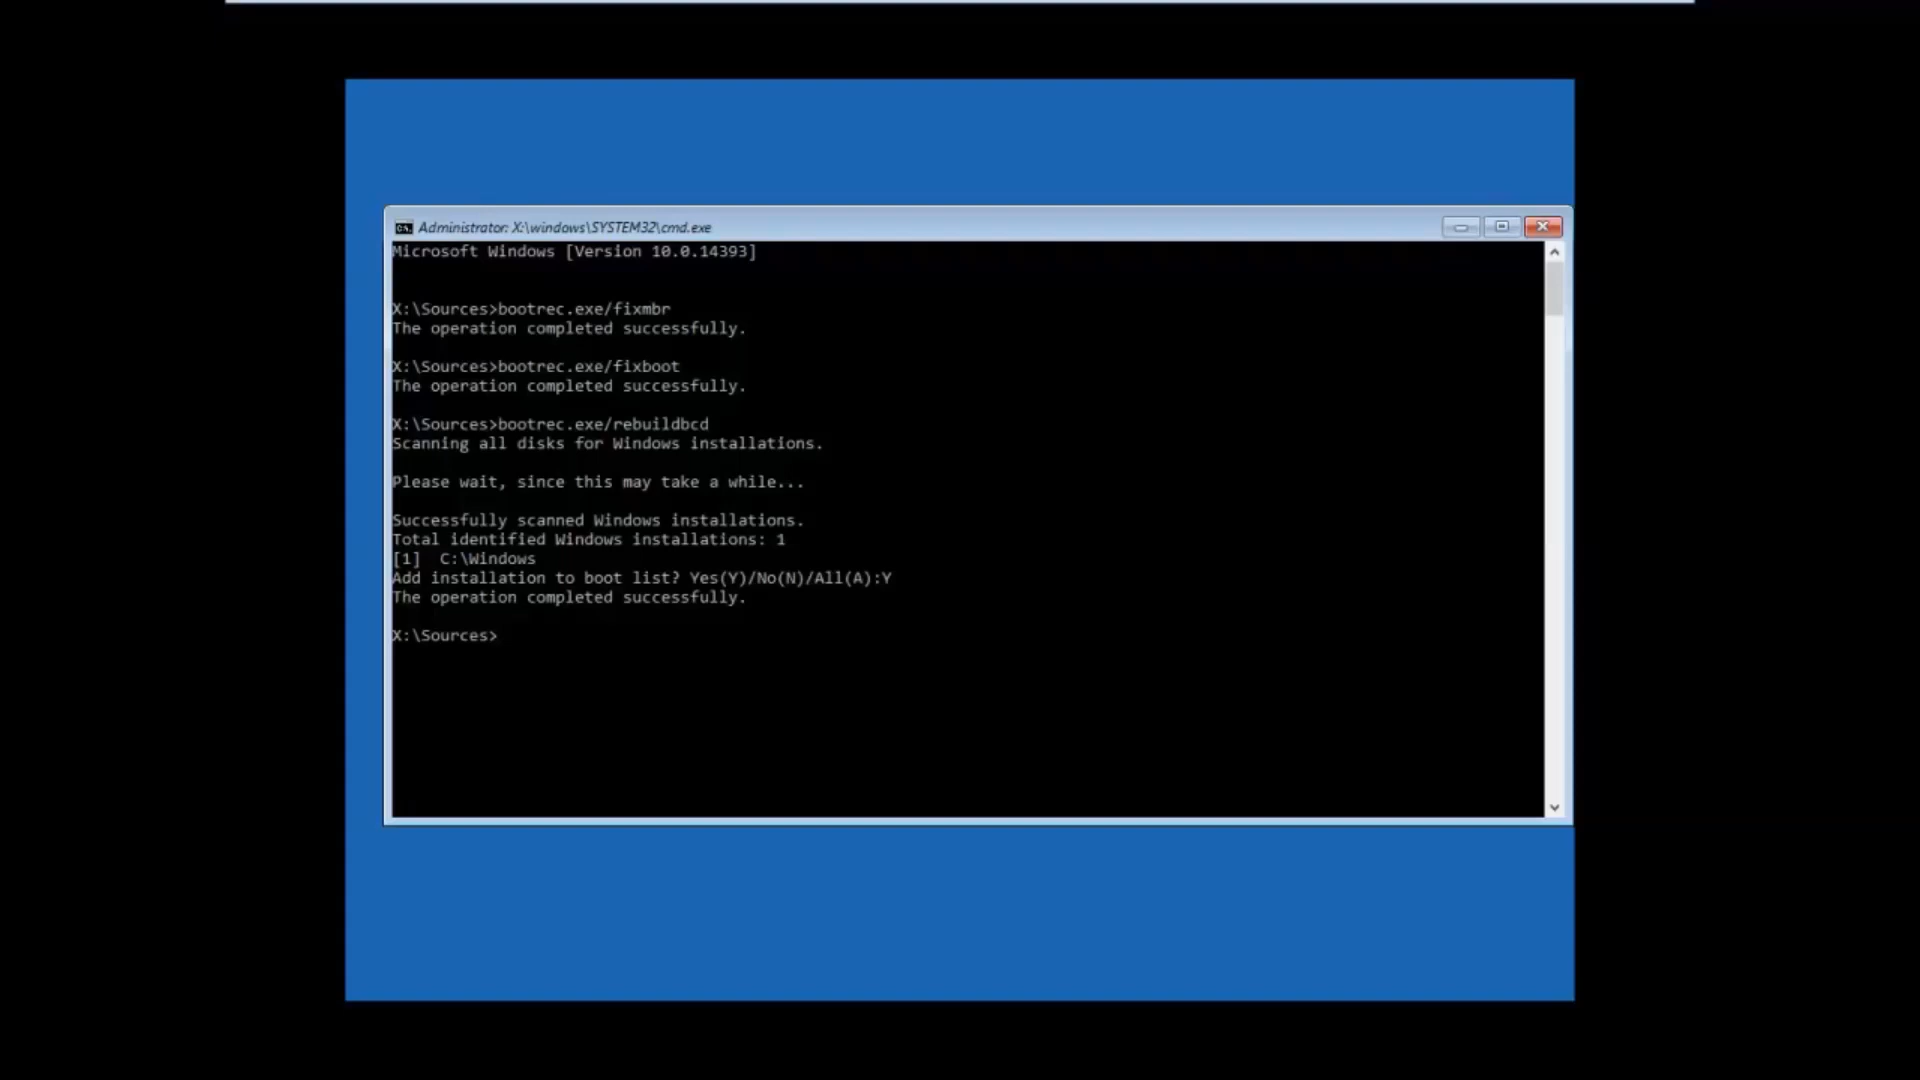 Administrator: X:\windows\SYSTEM32\cmd.exe
Microsoft Windows [Version 10.0.14393]
X:\Sources>bootrec.exe/fixmbr
The operation completed successfully.
X:\Sources>bootrec.exe/fixboot
The operation completed successfully.
X:\Sources>bootrec.exe/rebuildbcd
Scanning all disks for Windows installations.
Please wait, since this may take a while...
Successfully scanned Windows installations.
Total identified Windows installations: 1
[1]  C:\Windows
Add installation to boot list? Yes(Y)/No(N)/All(A):Y
The operation completed successfully.
X:\Sources>